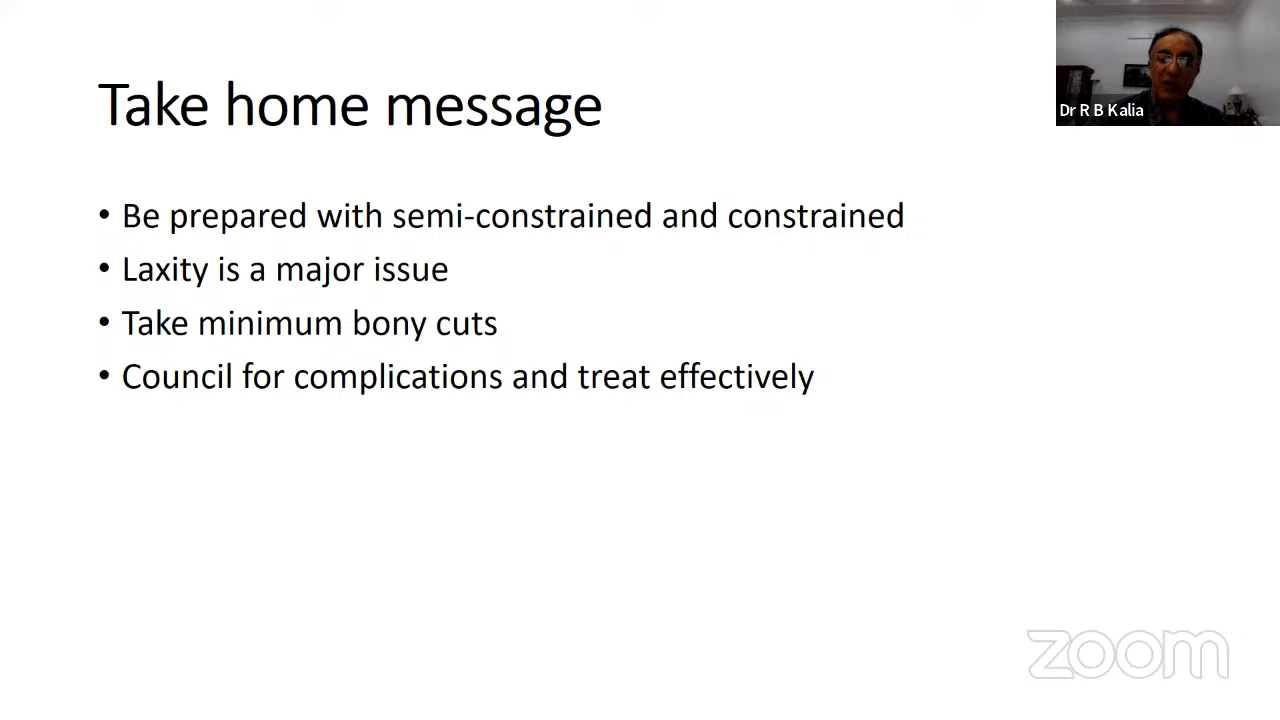 Take home message
Dr R B Kalia
• Be prepared with semi-constrained and constrained
• Laxity is a major issue
• Take minimum bony cuts
• Council for complications and treat effectively
zoom